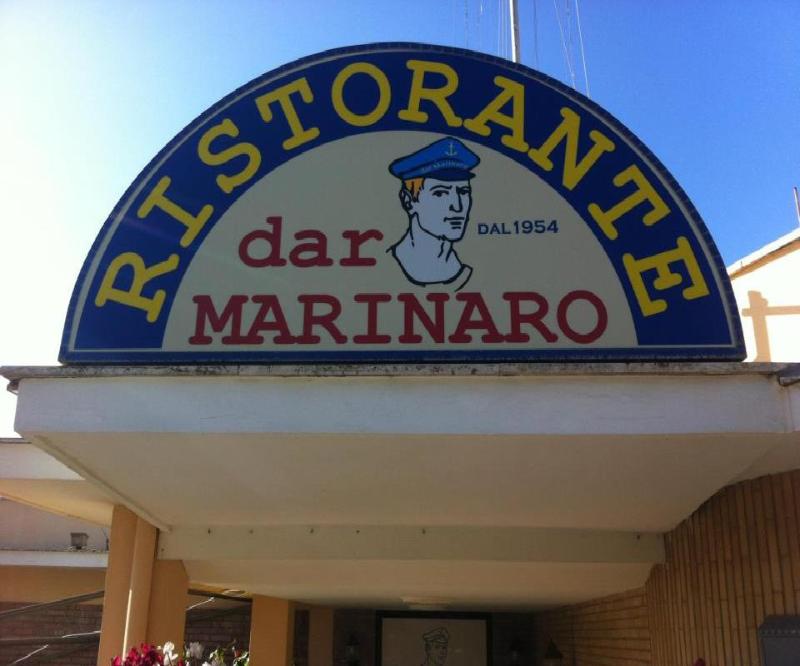 RISTORANTE
dar
DAL 1954
MARINARO